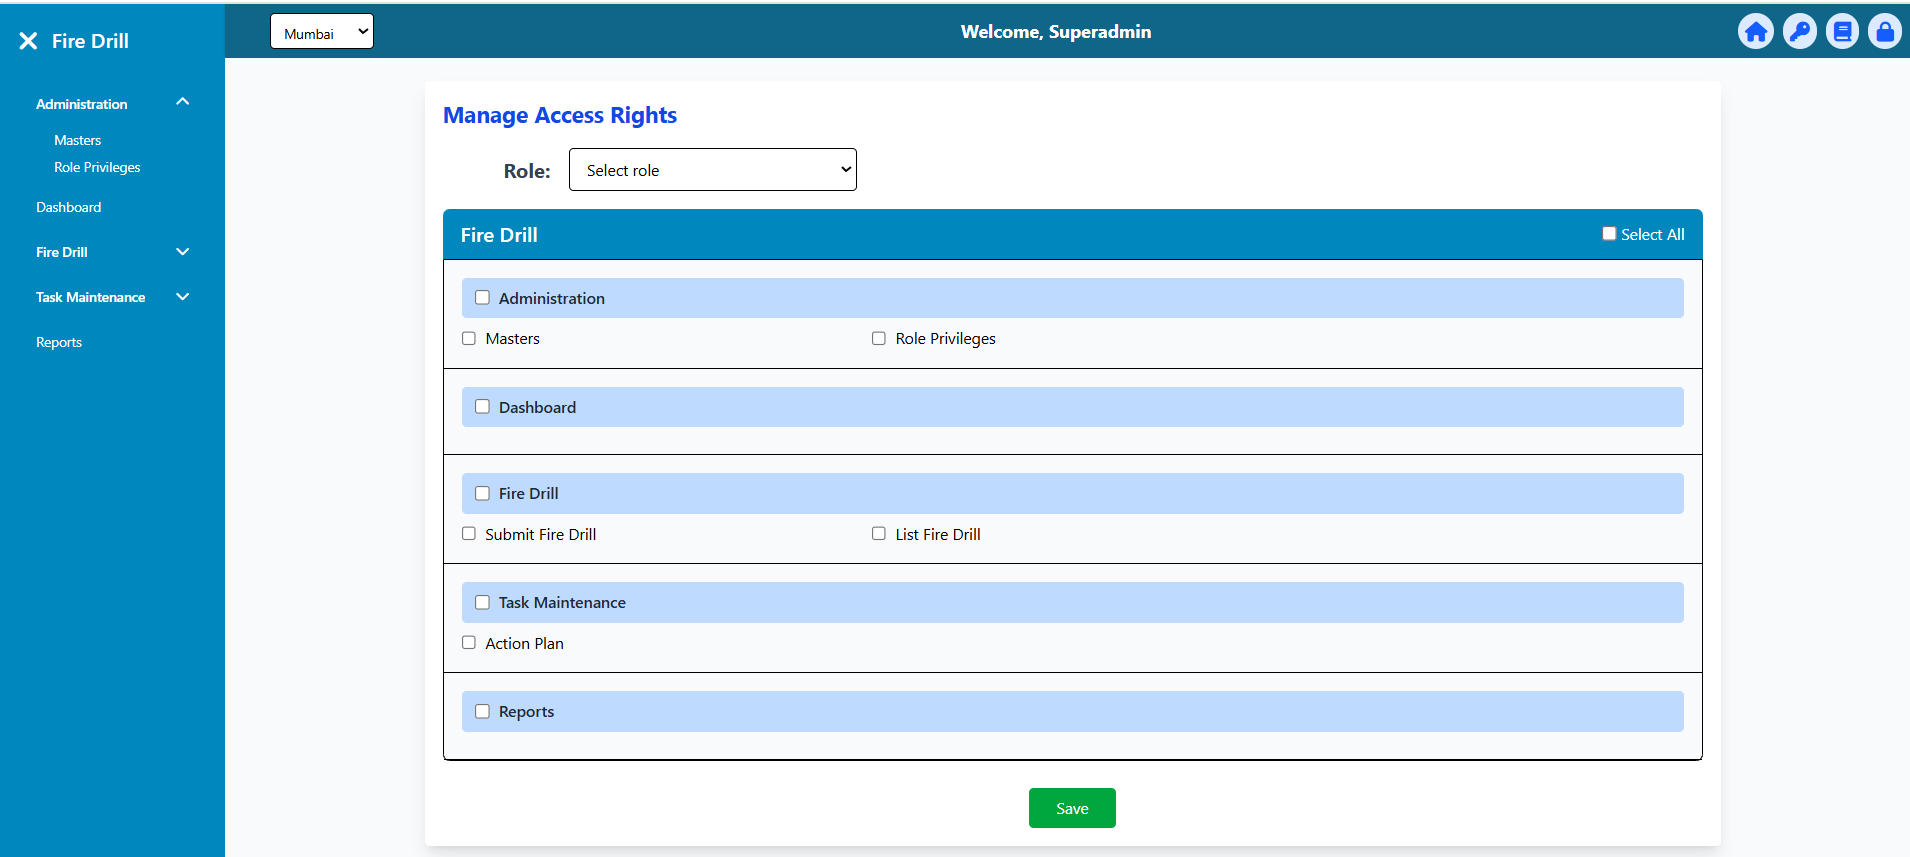 Fire Drill
Administration
Masters
Role Privileges
Dashboard
Fire Drill
Task Maintenance
Reports
Mumbai
Welcome, Superadmin
Manage Access Rights
Role: Select role
Fire Drill Select All
Administration
Masters Role Privileges
Dashboard
Fire Drill
Submit Fire Drill List Fire Drill
Task Maintenance
Action Plan
Reports
Save